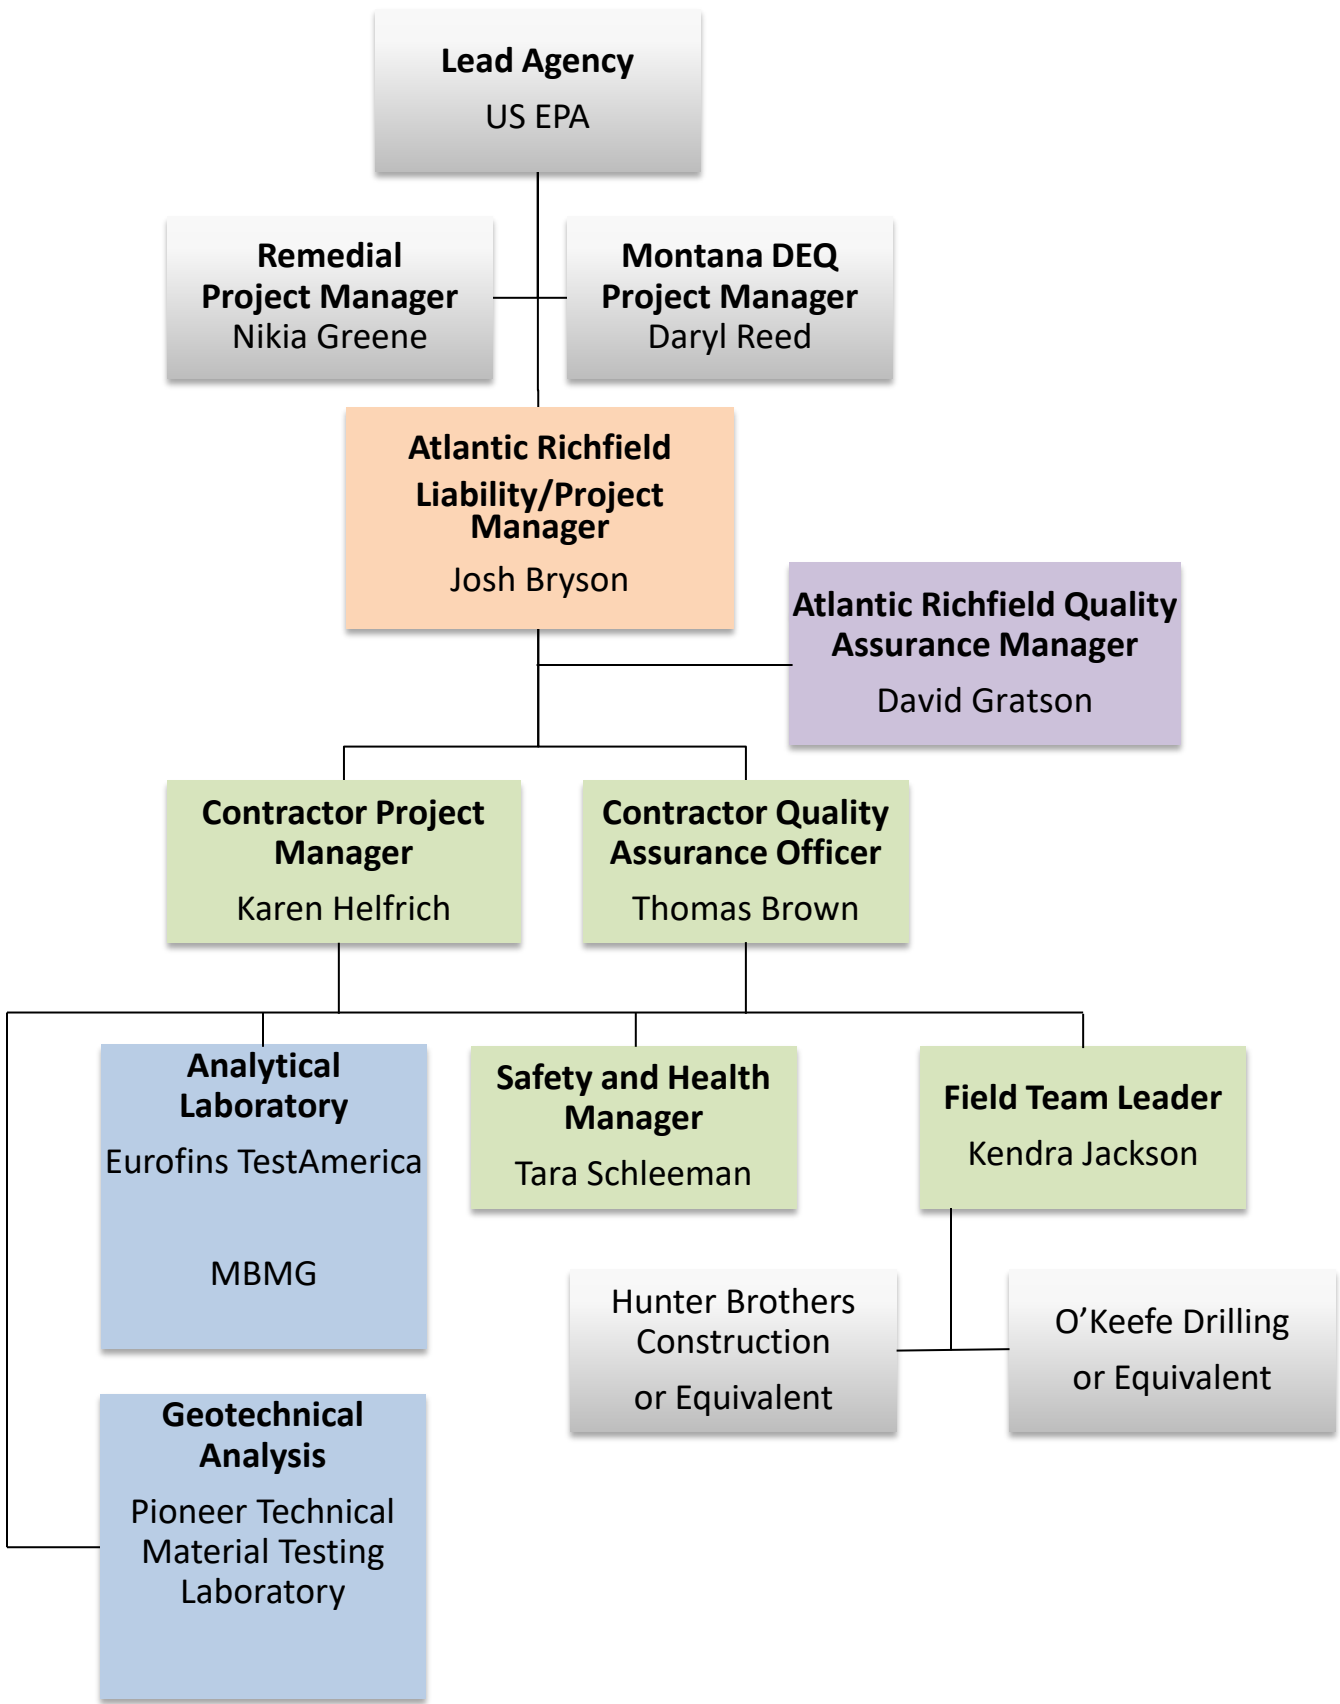 Lead Agency
US EPA
Remedial
Project Manager
Nikia Greene
Montana DEQ
Project Manager
Daryl Reed
Atlantic Richfield
Liability/Project
Manager
Josh Bryson
Atlantic Richfield Quality
Assurance Manager
David Gratson
Contractor Project
Manager
Karen Helfrich
Contractor Quality
Assurance Officer
Thomas Brown
Analytical
Laboratory
Eurofins TestAmerica
MBMG
Safety and Health
Manager
Tara Schleeman
Field Team Leader
Kendra Jackson
Hunter Brothers
Construction
or Equivalent
O’Keefe Drilling
or Equivalent
Geotechnical
Analysis
Pioneer Technical
Material Testing
Laboratory